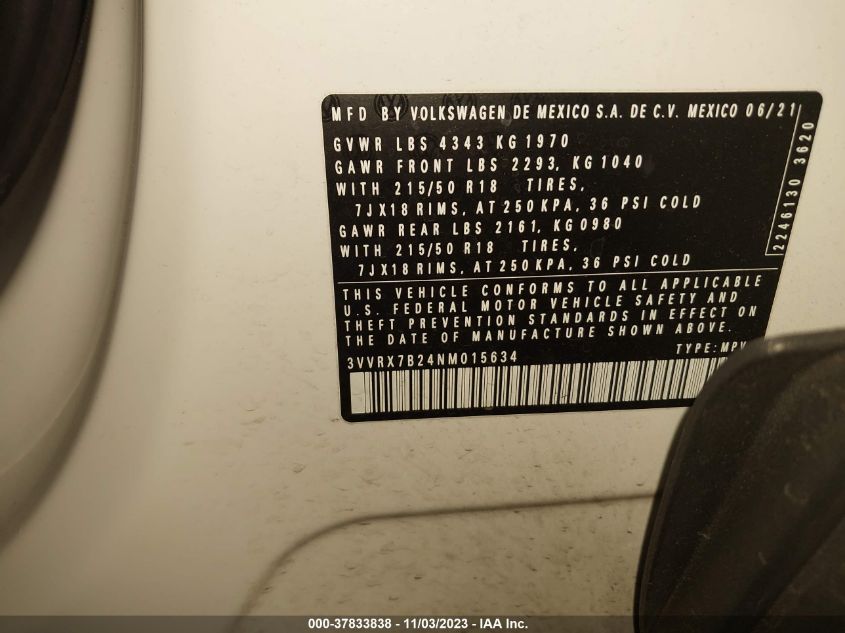 MFD BY VOLKSWAGEN DE MEXICO S.A. DE C.V. MEXICO 06/21
GVWR LBS 4343 KG 1970
GAWR FRONT LBS 2293, KG 1040
WITH 215/50 R18 TIRES,
7JX18 RIMS, AT 250 KPA, 36 PSI COLD
GAWR REAR LBS 2161, KG0980
WITH 215/50 R18 TIRES,
7JX18 RIMS, AT 250 KPA, 36 PSI COLD
2246130 3620
THIS VEHICLE CONFORMS TO ALL APPLICABLE
U.S. FEDERAL MOTOR VEHICLE SAFETY AND
THEFT PREVENTION STANDARDS IN EFFECT ON
THE DATE OF MANUFACTURE SHOWN ABOVE.
3VVRX7B24NM015634 TYPE: MPV
000-37833838 - 11/03/2023 - IAA Inc.